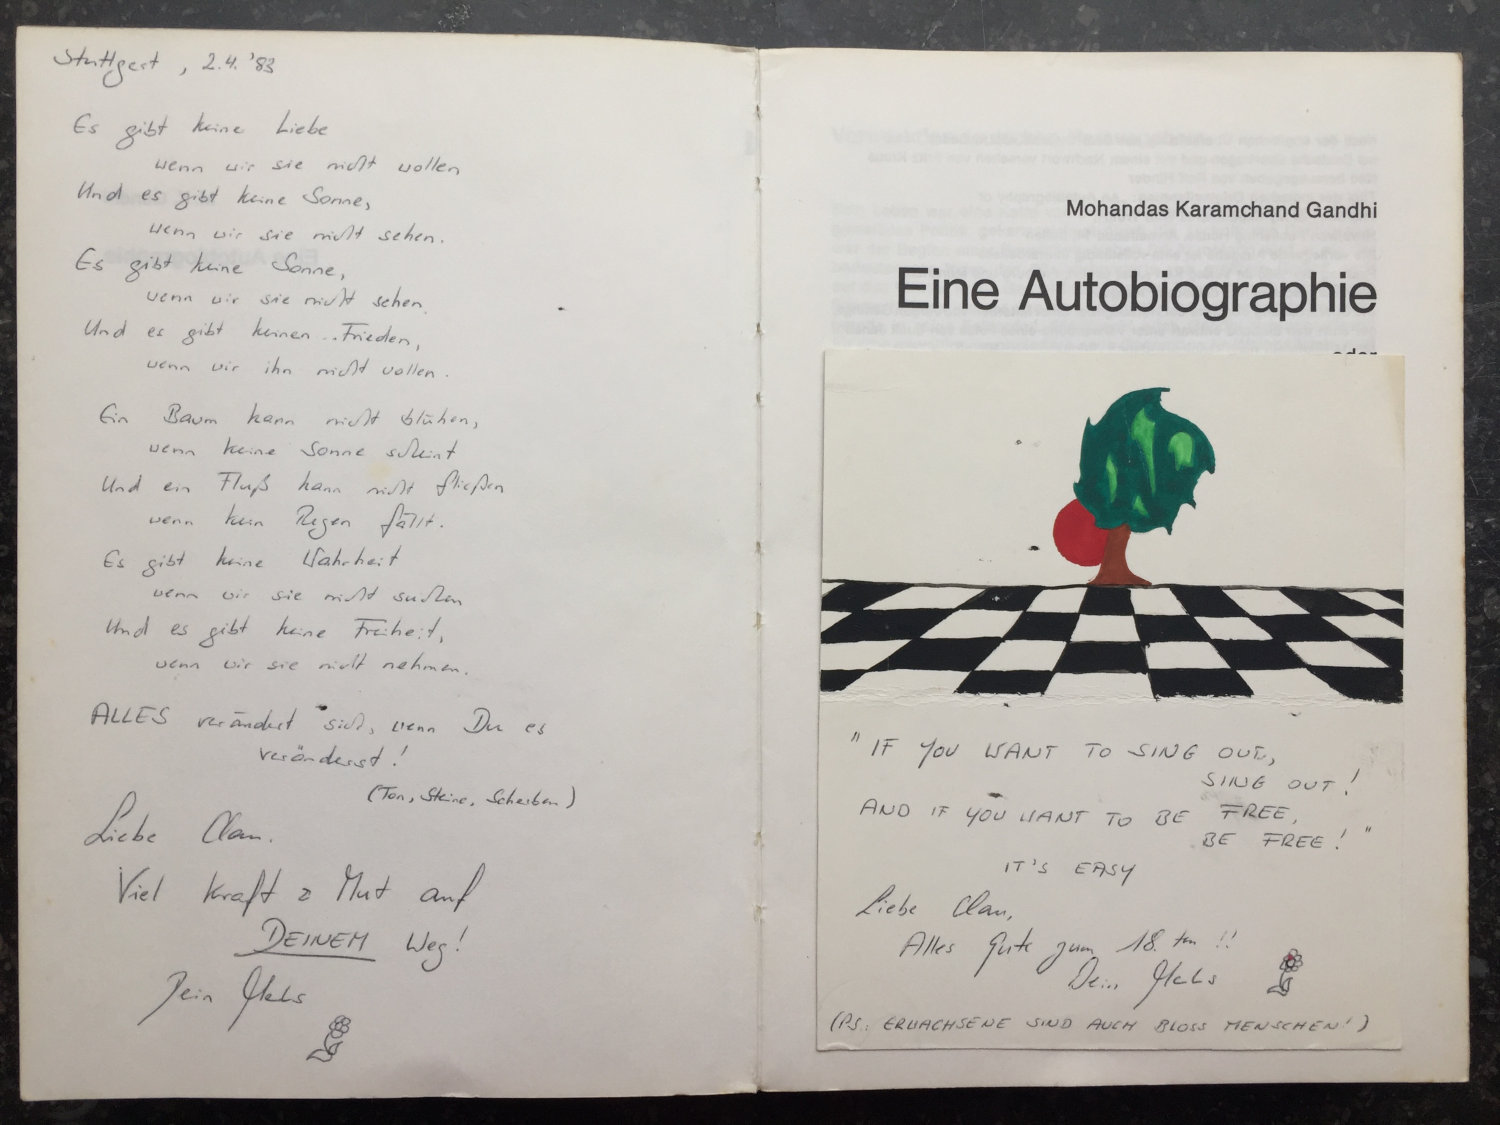 Stuttgart, 2.4.'83
Es gibt keine Liebe
wenn wir sie nicht wollen
Und es gibt keine Sonne,
wenn wir sie nicht sehen.
Es gibt keine Sonne,
wenn wir sie nicht sehen.
Und es gibt keinen Frieden,
wenn wir ihn nicht wollen.
Ein Baum kann nicht blühen,
wenn keine Sonne scheint
Und ein Fluß kann nicht fließen
wenn kein Regen fällt.
Es gibt keine Wahrheit
wenn wir sie nicht suchen
Und es gibt keine Freiheit,
wenn wir sie nicht nehmen.
ALLES verändert sich, wenn Du es
veränderst!
(Ton, Steine, Scherben)
Liebe Clau.
Viel Kraft & Mut auf
DEINEM Weg!
Dein
Mohandas Karamchand Gandhi
Eine Autobiographie
oder
"IF YOU WANT TO SING OUT,
SING OUT!
AND IF YOU WANT TO BE FREE,
BE FREE!"
IT'S EASY
Liebe Clau,
Alles Gute zum 18. ten !!
Dein
(PS: ERWACHSENE SIND AUCH BLOSS MENSCHEN!)